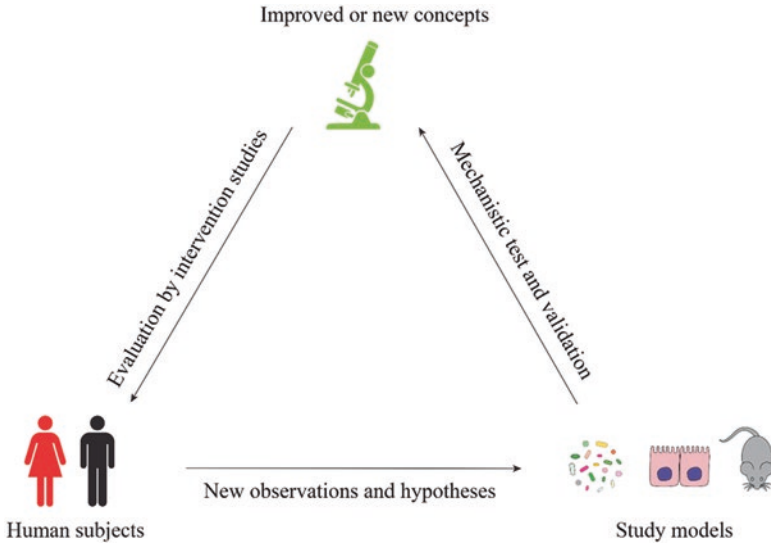 Improved or new concepts
Evaluation by intervention studies
Mechanistic test and validation
New observations and hypotheses
Human subjects
Study models